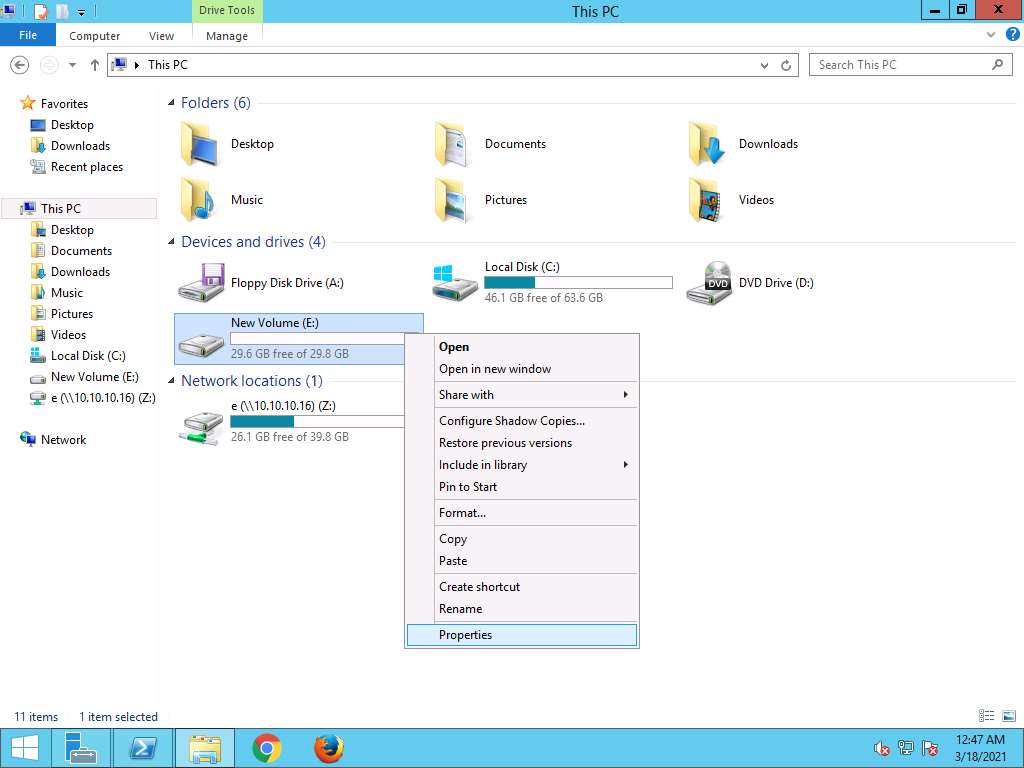 Drive Tools
This PC
File
Computer
View
Manage
This PC
Search This PC
Favorites
Desktop
Downloads
Recent places
This PC
Desktop
Documents
Downloads
Music
Pictures
Videos
Local Disk (C:)
New Volume (E:)
e (\\10.10.10.16) (Z:)
Network
Folders (6)
Desktop
Documents
Downloads
Music
Pictures
Videos
Devices and drives (4)
Floppy Disk Drive (A:)
Local Disk (C:)
46.1 GB free of 63.6 GB
DVD
DVD Drive (D:)
New Volume (E:)
29.6 GB free of 29.8 GB
Network locations (1)
e (\\10.10.10.16) (Z:)
26.1 GB free of 39.8 GB
Open
Open in new window
Share with
Configure Shadow Copies...
Restore previous versions
Include in library
Pin to Start
Format...
Copy
Paste
Create shortcut
Rename
Properties
11 items
1 item selected
12:47 AM
3/18/2021